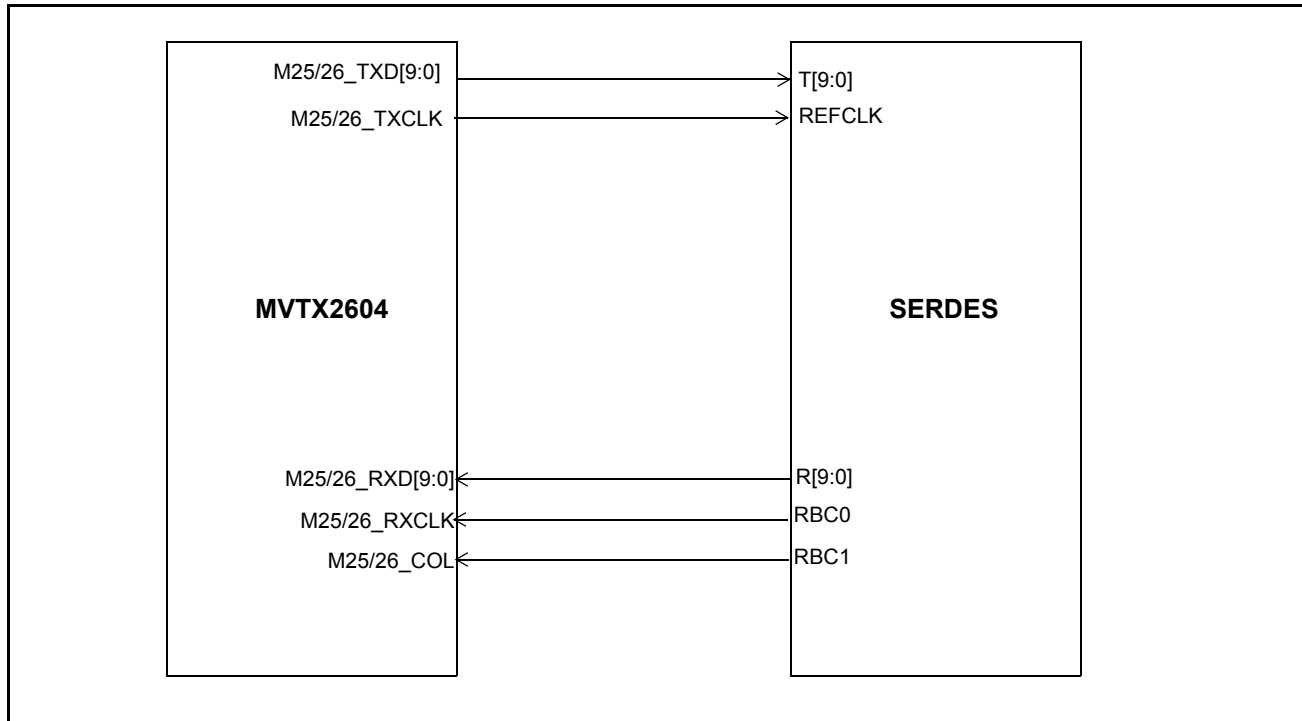 M25/26_TXD[9:0]
T[9:0]
M25/26_TXCLK
REFCLK
MVTX2604
SERDES
M25/26_RXD[9:0]
R[9:0]
M25/26_RXCLK
RBC0
M25/26_COL
RBC1